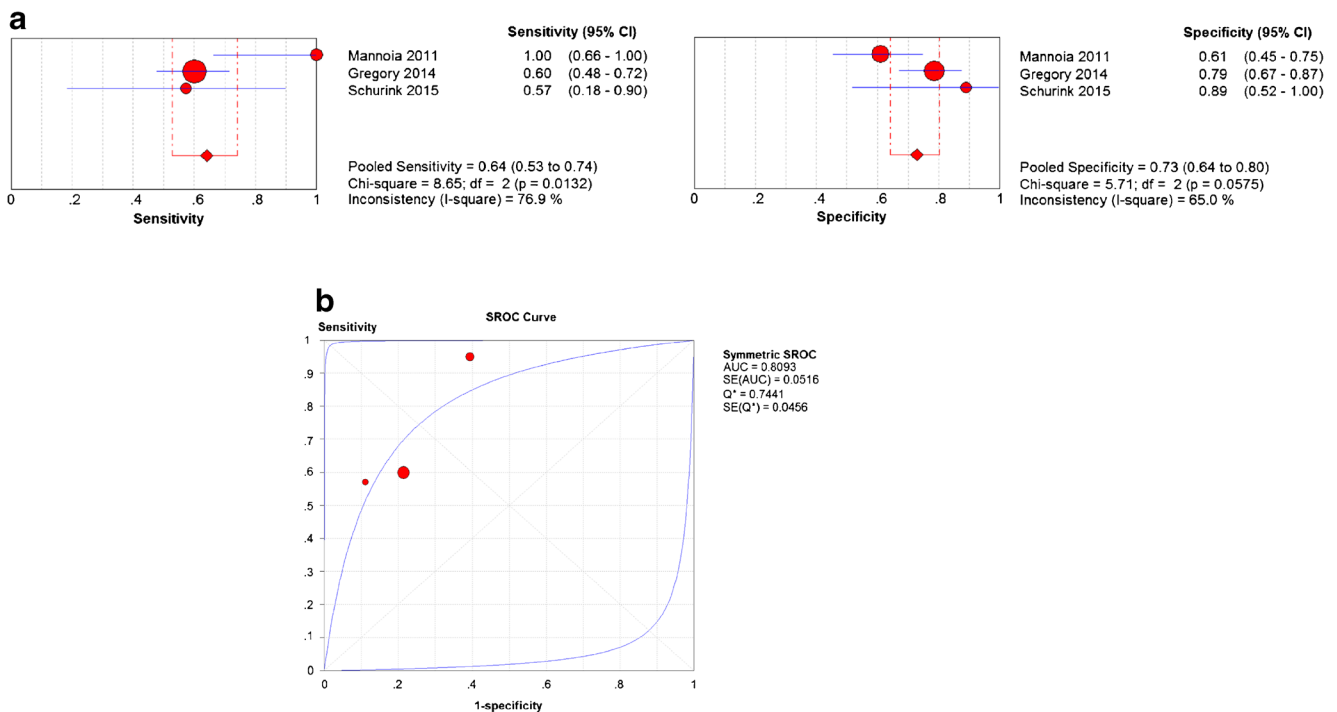 a
Sensitivity (95% CI)
Mannoia 2011 1.00 (0.66 - 1.00)
Gregory 2014 0.60 (0.48 - 0.72)
Schurink 2015 0.57 (0.18 - 0.90)
Pooled Sensitivity = 0.64 (0.53 to 0.74)
Chi-square = 8.65; df = 2 (p = 0.0132)
Inconsistency (I-square) = 76.9 %
0 .2 .4 .6 .8 1
Sensitivity
Specificity (95% CI)
Mannoia 2011 0.61 (0.45 - 0.75)
Gregory 2014 0.79 (0.67 - 0.87)
Schurink 2015 0.89 (0.52 - 1.00)
Pooled Specificity = 0.73 (0.64 to 0.80)
Chi-square = 5.71; df = 2 (p = 0.0575)
Inconsistency (I-square) = 65.0 %
0 .2 .4 .6 .8 1
Specificity
b
SROC Curve
Sensitivity
1
.9
.8
.7
.6
.5
.4
.3
.2
.1
0
0 .2 .4 .6 .8 1
1-specificity
Symmetric SROC
AUC = 0.8093
SE(AUC) = 0.0516
Q* = 0.7441
SE(Q*) = 0.0456